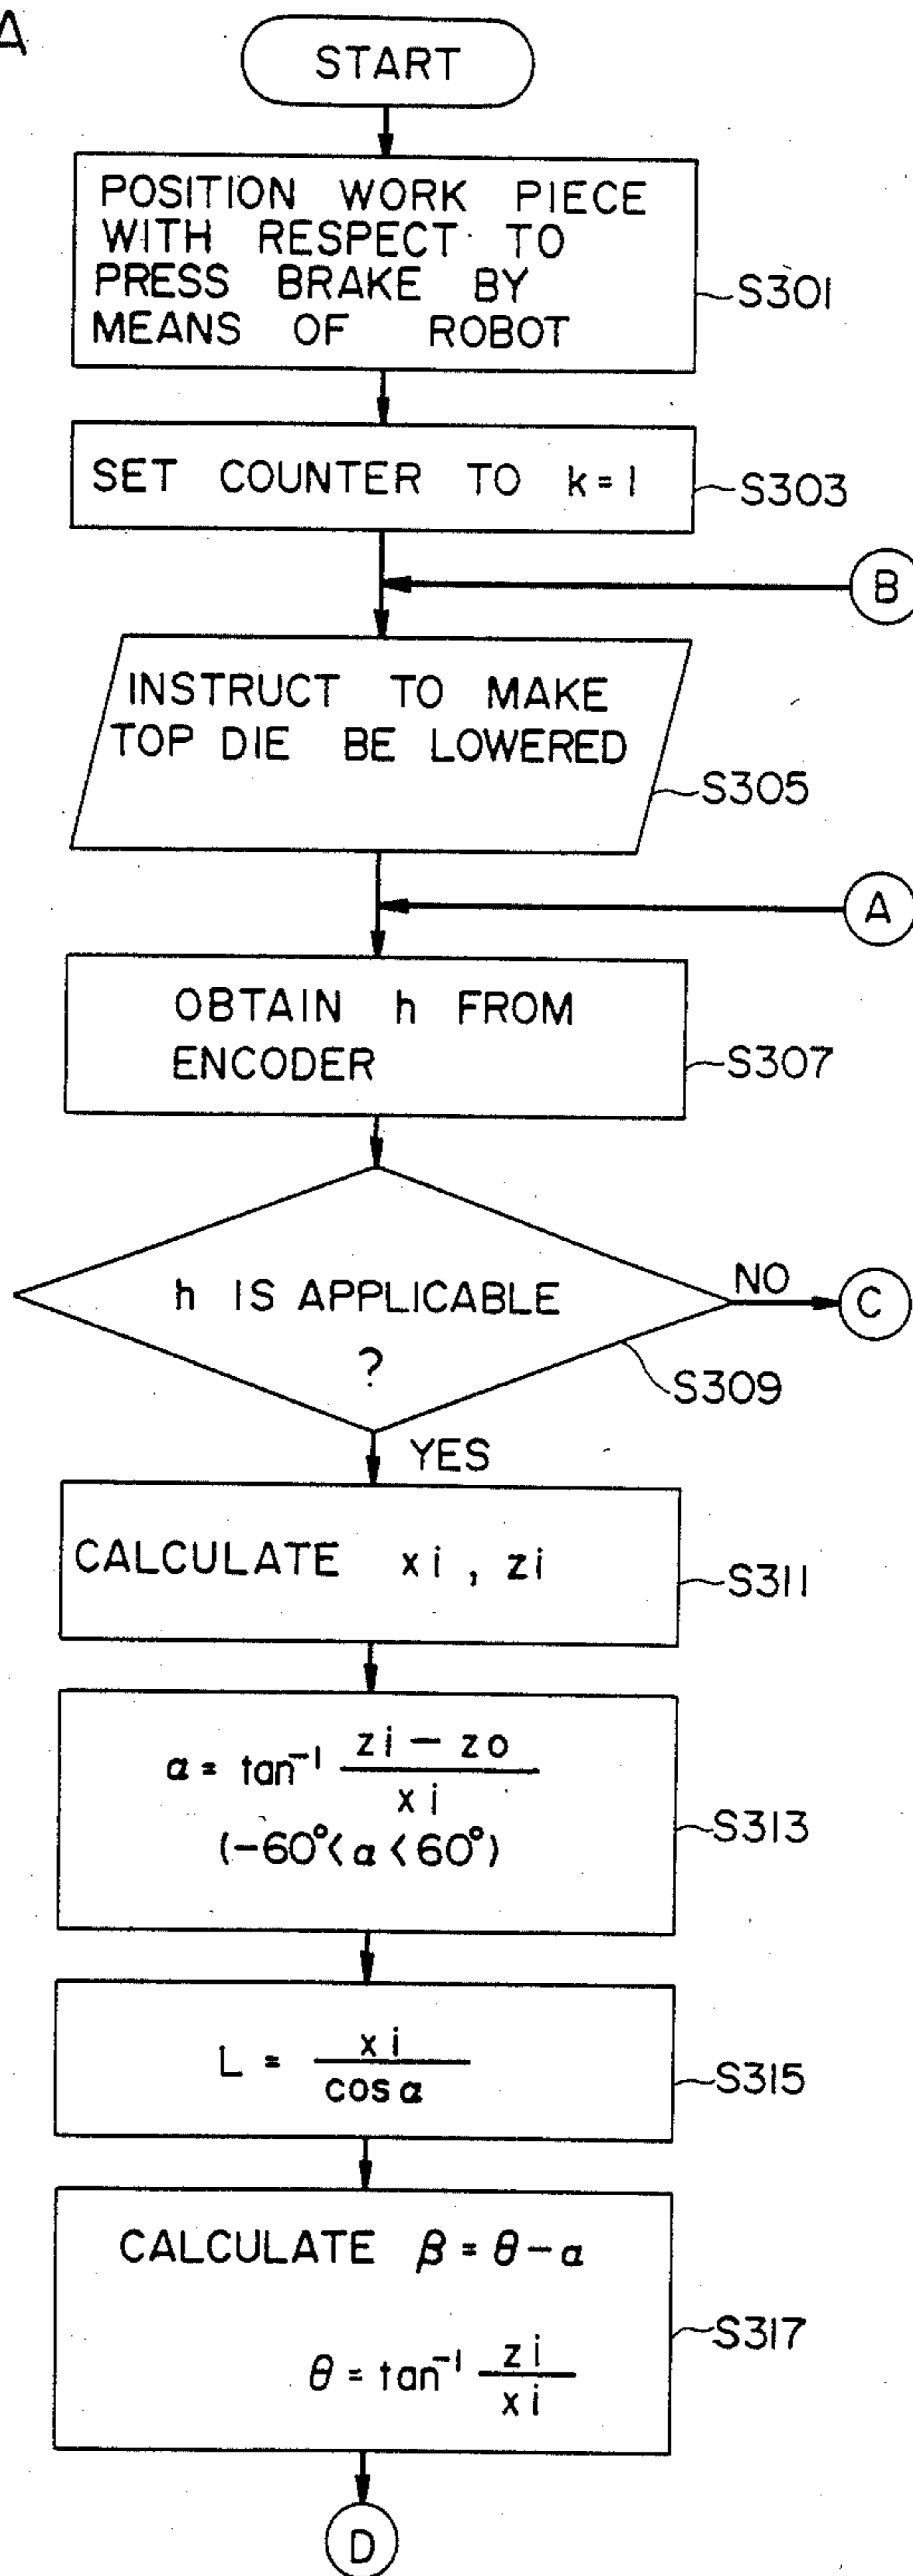 A
START
POSITION WORK PIECE
WITH RESPECT TO
PRESS BRAKE BY
MEANS OF ROBOT
S301
SET COUNTER TO k=1
S303
B
INSTRUCT TO MAKE
TOP DIE BE LOWERED
S305
A
OBTAIN h FROM
ENCODER
S307
h IS APPLICABLE
?
NO
C
S309
YES
CALCULATE xi, zi
S311
α = tan⁻¹ (zi - zo) / xi
(-60°< α < 60°)
S313
L = xi / cos α
S315
CALCULATE β = θ - α
θ = tan⁻¹ zi / xi
S317
D